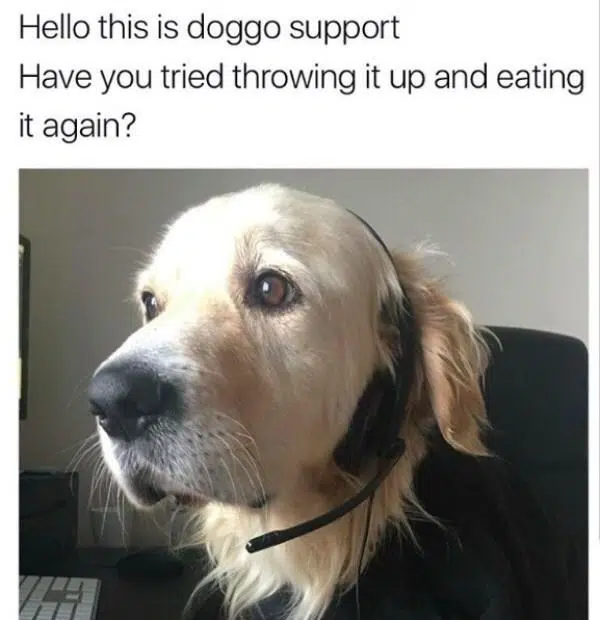 Hello this is doggo support
Have you tried throwing it up and eating
it again?